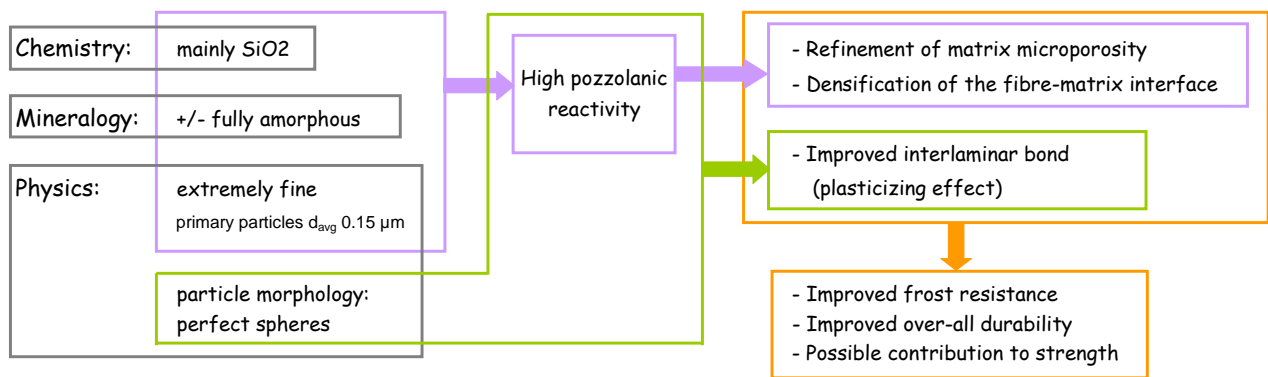 Chemistry: mainly SiO2
Mineralogy: +/- fully amorphous
Physics: extremely fine
primary particles davg 0.15 µm
particle morphology:
perfect spheres
High pozzolanic
reactivity
- Refinement of matrix microporosity
- Densification of the fibre-matrix interface
- Improved interlaminar bond
(plasticizing effect)
- Improved frost resistance
- Improved over-all durability
- Possible contribution to strength